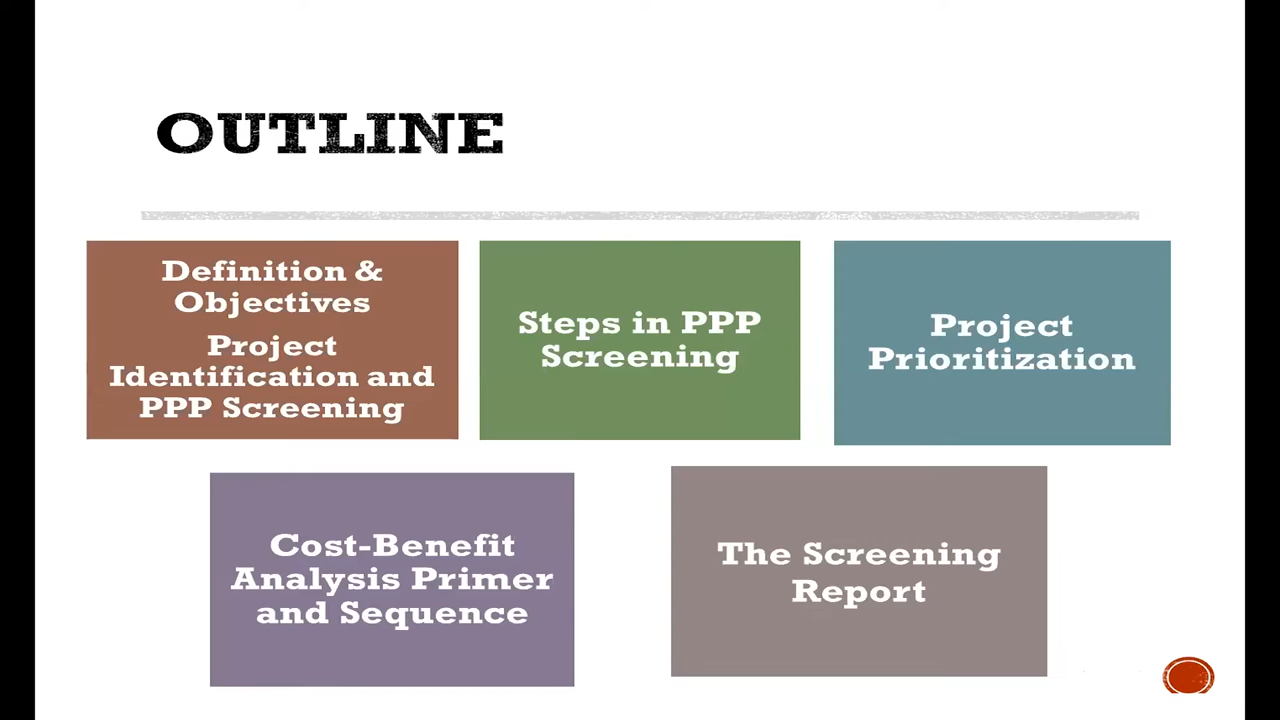 OUTLINE
Definition &
Objectives
Project
Identification and
PPP Screening
Steps in PPP
Screening
Project
Prioritization
Cost-Benefit
Analysis Primer
and Sequence
The Screening
Report